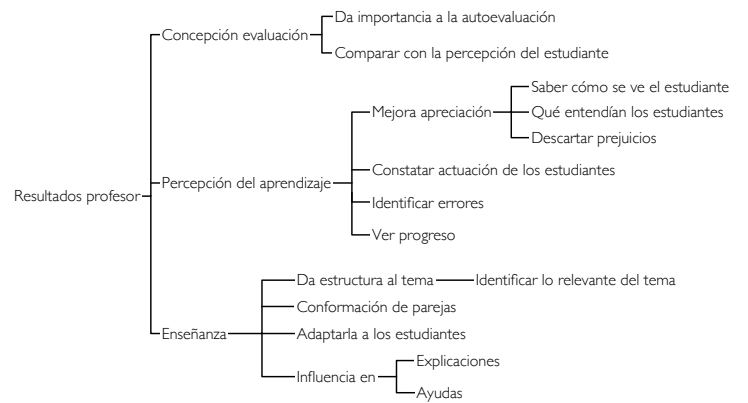 Da importancia a la autoevaluación
Concepción evaluación
Comparar con la percepción del estudiante
Saber cómo se ve el estudiante
Mejora apreciación
Qué entendían los estudiantes
Descartar prejuicios
Constatar actuación de los estudiantes
Percepción del aprendizaje
Resultados profesor
Identificar errores
Ver progreso
Da estructura al tema
Identificar lo relevante del tema
Conformación de parejas
Enseñanza
Adaptarla a los estudiantes
Influencia en
Explicaciones
Ayudas